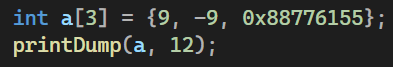 int a[3] = {9, -9, 0x88776155};
printDump(a, 12);